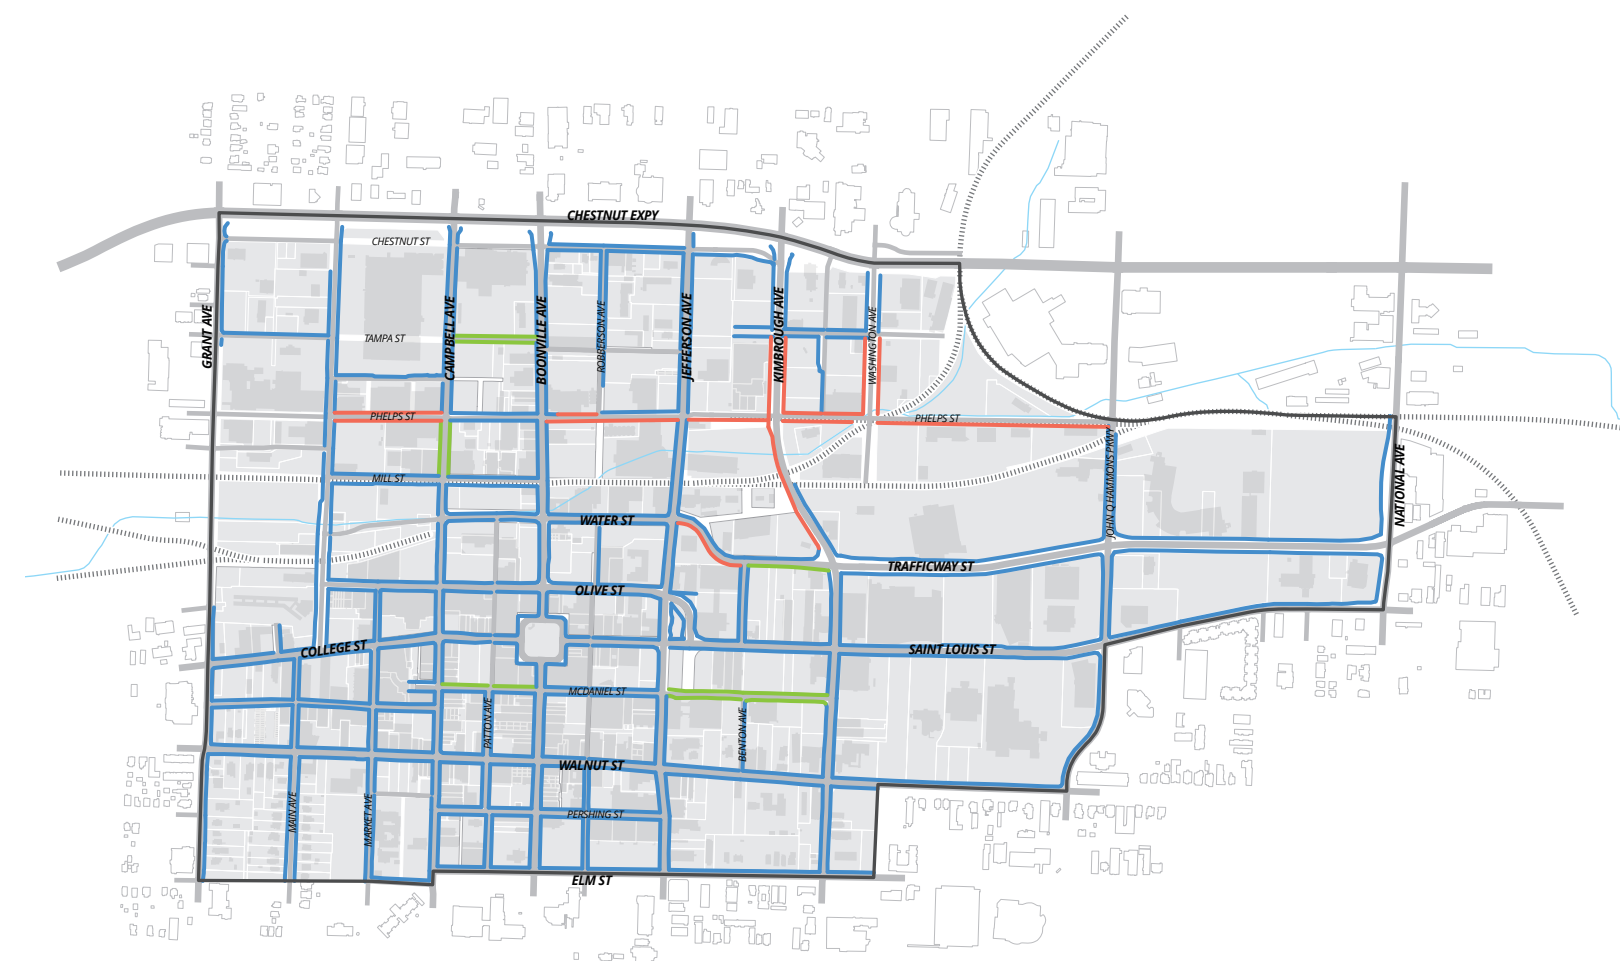 CHESTNUT EXPY
CHESTNUT ST
GRANT AVE
CAMPBELL AVE
BOONVILLE AVE
ROBBERSON AVE
JEFFERSON AVE
KIMBROUGH AVE
WASHINGTON AVE
TAMPA ST
PHELPS ST
PHELPS ST
JOHN Q HAMMONS PKWY
NATIONAL AVE
MILL ST
WATER ST
TRAFFICWAY ST
OLIVE ST
COLLEGE ST
SAINT LOUIS ST
MCDANIEL ST
PATTON AVE
BENTON AVE
WALNUT ST
MAIN AVE
MARKET AVE
PERSHING ST
ELM ST